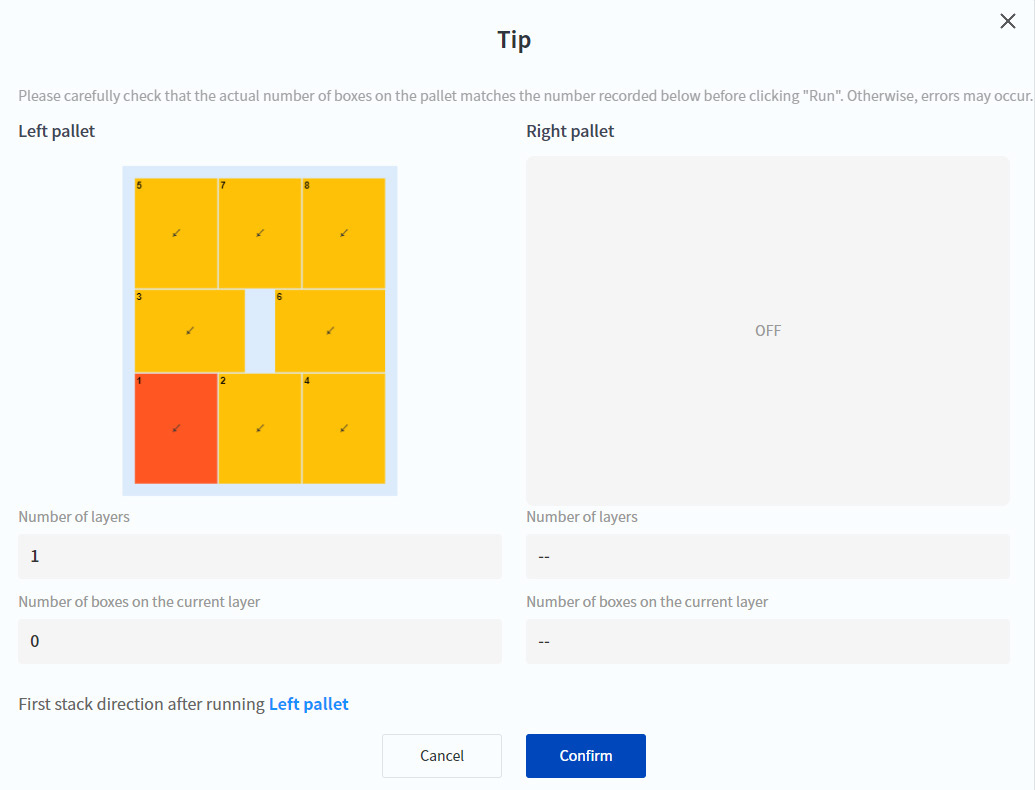 Tip
Please carefully check that the actual number of boxes on the pallet matches the number recorded below before clicking "Run". Otherwise, errors may occur.
Left pallet
Right pallet
5 7 8
3 6
1 2 4
OFF
Number of layers
1
Number of boxes on the current layer
0
Number of layers
--
Number of boxes on the current layer
--
First stack direction after running Left pallet
Cancel
Confirm